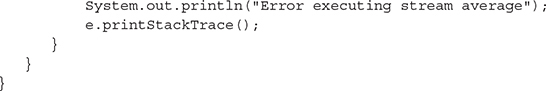 System.out.println("Error executing stream average");
e.printStackTrace();
}
}
}